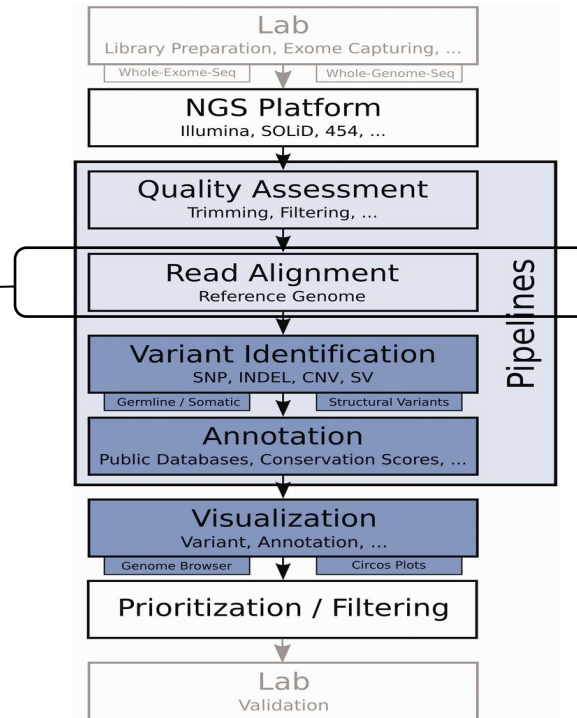 Lab
Library Preparation, Exome Capturing, ...
Whole-Exome-Seq
Whole-Genome-Seq
NGS Platform
Illumina, SOLiD, 454, ...
Quality Assessment
Trimming, Filtering, ...
Read Alignment
Reference Genome
Variant Identification
SNP, INDEL, CNV, SV
Germline / Somatic
Structural Variants
Annotation
Public Databases, Conservation Scores, ...
Pipelines
Visualization
Variant, Annotation, ...
Genome Browser
Circos Plots
Prioritization / Filtering
Lab
Validation